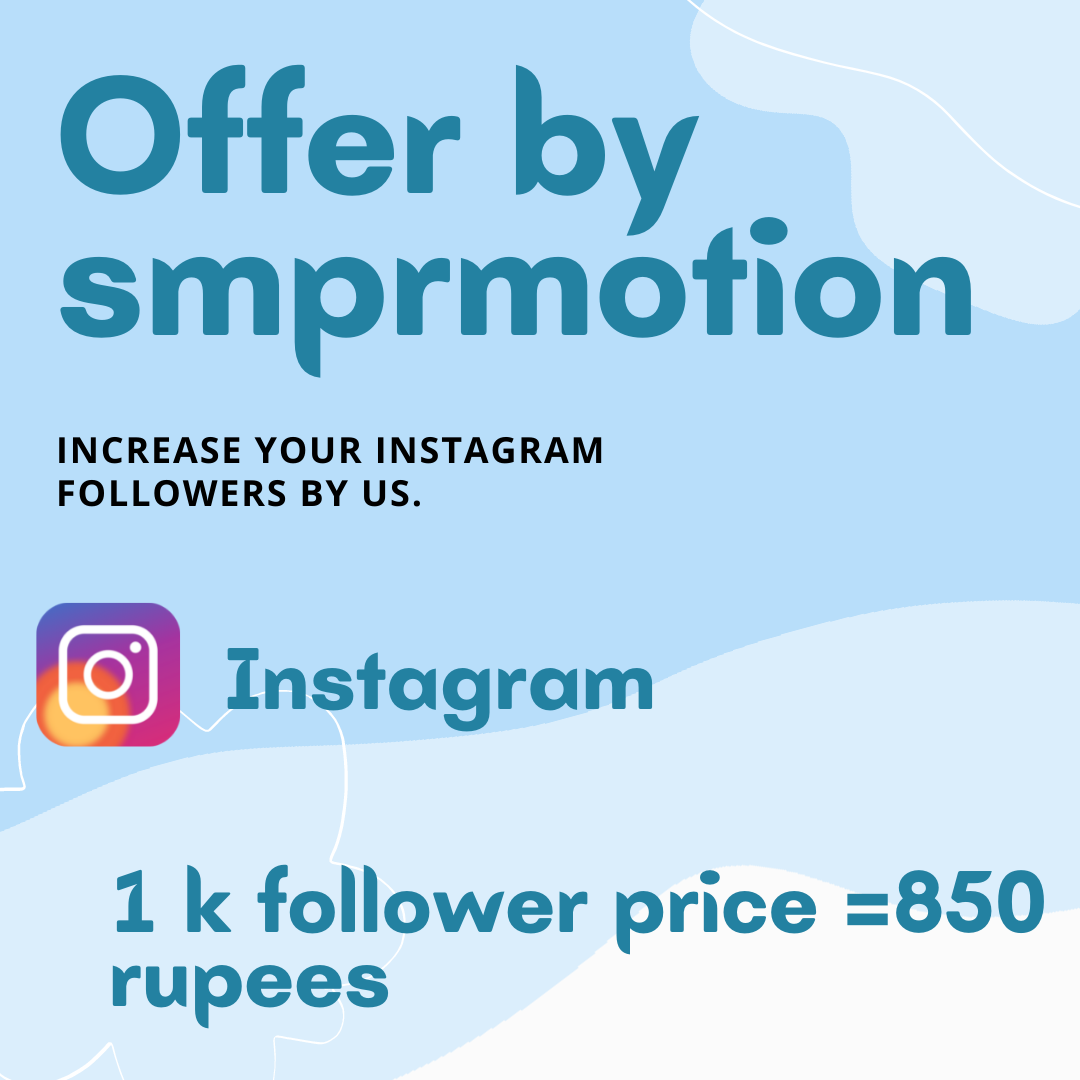 Offer by
smprmotion
INCREASE YOUR INSTAGRAM
FOLLOWERS BY US.
Instagram
1 k follower price =850
rupees